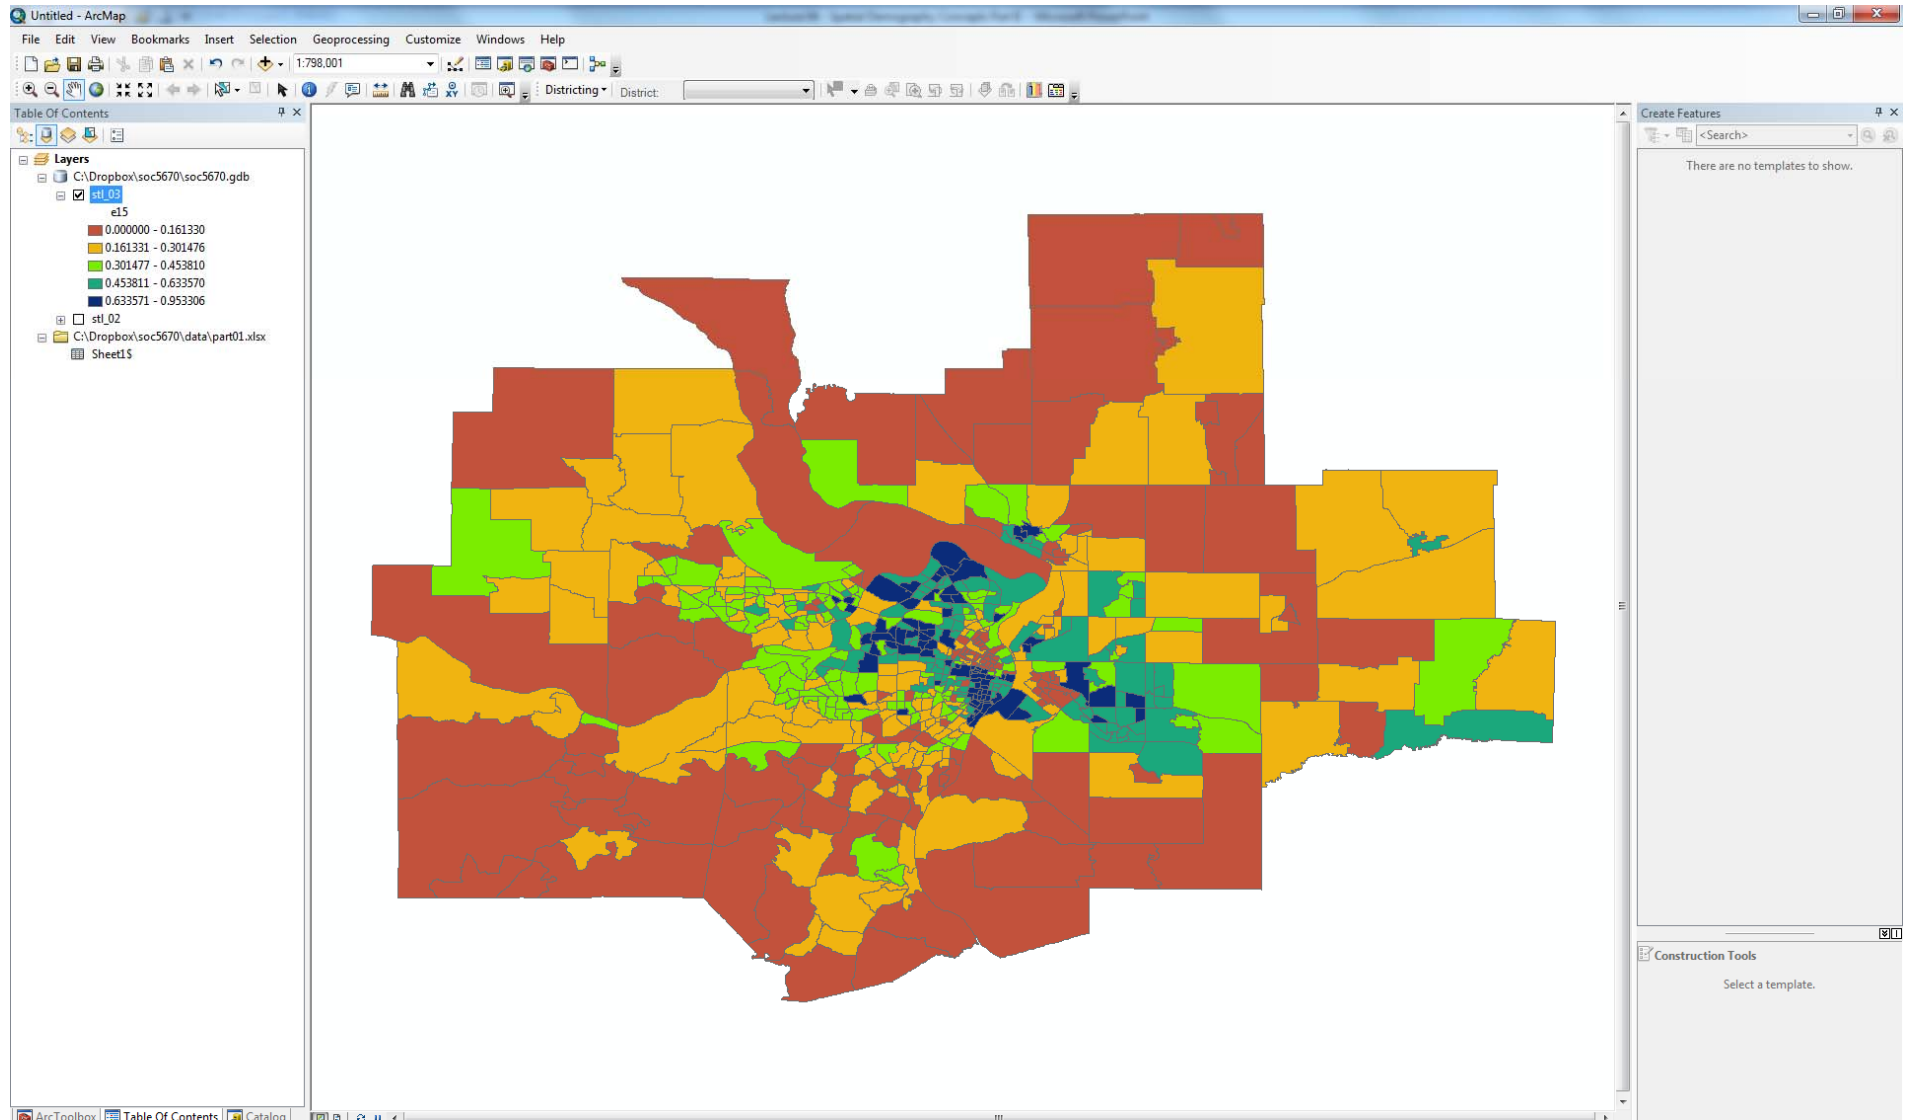 Untitled - ArcMap
File Edit View Bookmarks Insert Selection Geoprocessing Customize Windows Help
1:798,001
Districting District:
Table Of Contents
Layers
C:\Dropbox\soc5670\soc5670.gdb
stl_03
e15
0.000000 - 0.161330
0.161331 - 0.301476
0.301477 - 0.453810
0.453811 - 0.633570
0.633571 - 0.953306
stl_02
C:\Dropbox\soc5670\data\part01.xlsx
Sheet1$
ArcToolbox Table Of Contents Catalog
Create Features
<Search>
There are no templates to show.
Construction Tools
Select a template.